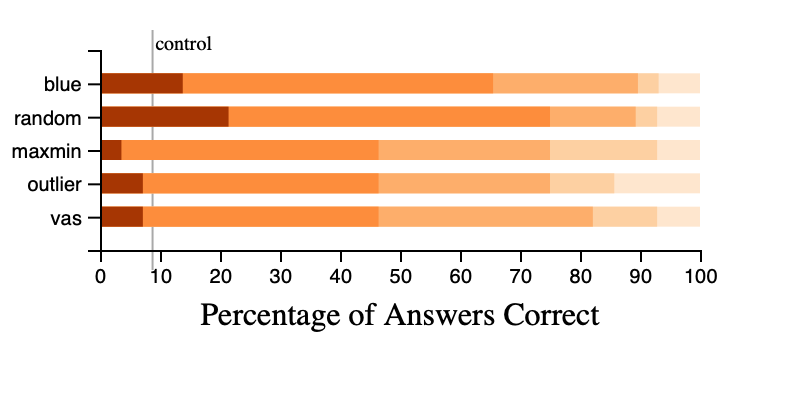 control
blue
random
maxmin
outlier
vas
0 10 20 30 40 50 60 70 80 90 100
Percentage of Answers Correct